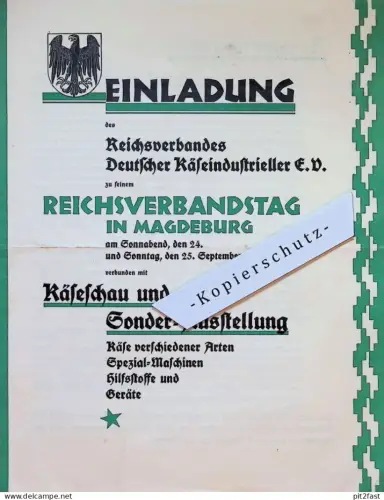 EINLADUNG
des
Reichsverbandes
Deutscher Käseindustrieller E.V.
zu seinem
REICHSVERBANDSTAG
IN MAGDEBURG
am Sonnabend, den 24.
und Sonntag, den 25. September
verbunden mit
Käseschau und
Sonder-Ausstellung
Käse verschiedener Arten
Spezial-Maschinen
Hilfsstoffe und
Geräte
-Kopierschutz-
www.delcampe.net
pit2fast